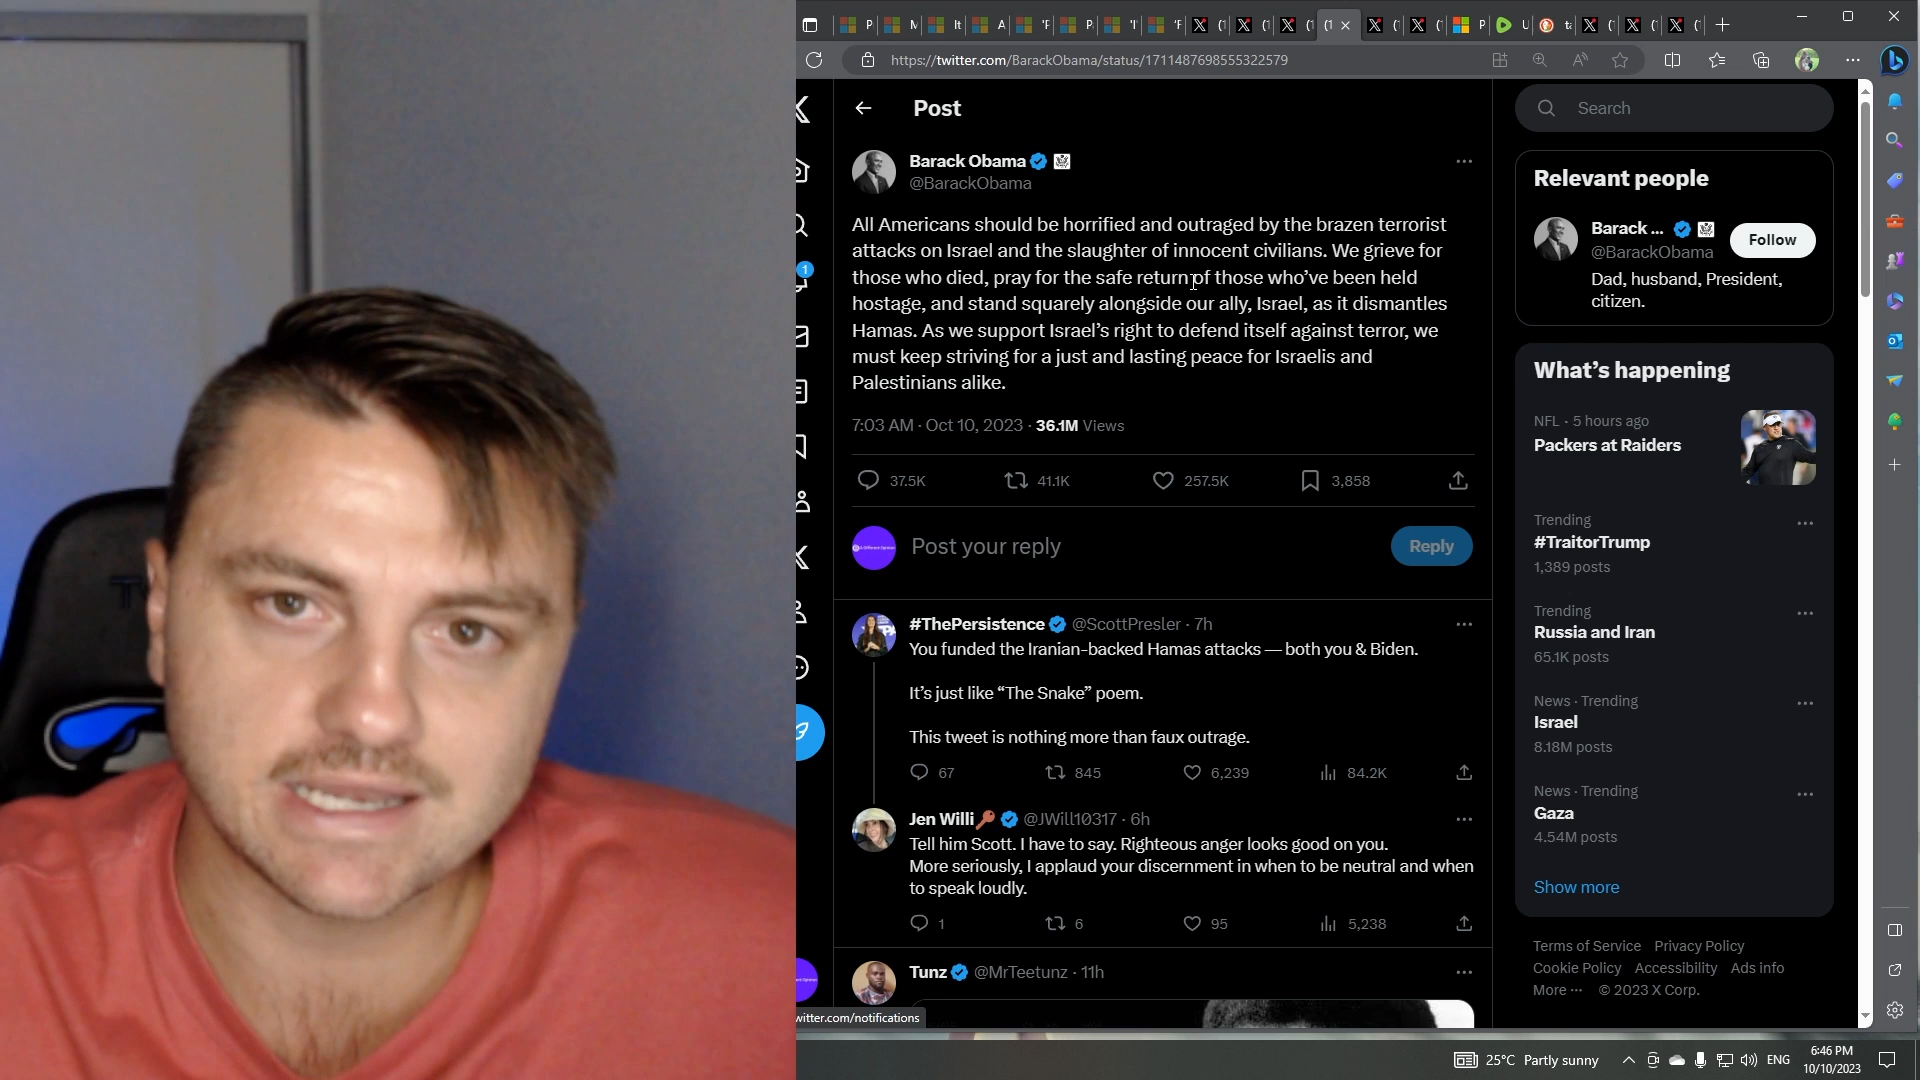 https://twitter.com/BarackObama/status/1711487698555322579
Post
Search
Barack Obama
@BarackObama
All Americans should be horrified and outraged by the brazen terrorist
attacks on Israel and the slaughter of innocent civilians. We grieve for
those who died, pray for the safe return of those who’ve been held
hostage, and stand squarely alongside our ally, Israel, as it dismantles
Hamas. As we support Israel’s right to defend itself against terror, we
must keep striving for a just and lasting peace for Israelis and
Palestinians alike.
7:03 AM · Oct 10, 2023 · 36.1M Views
37.5K 41.1K 257.5K 3,858
Post your reply
Reply
#ThePersistence @ScottPresler · 7h
You funded the Iranian-backed Hamas attacks — both you & Biden.
It’s just like “The Snake” poem.
This tweet is nothing more than faux outrage.
67 845 6,239 84.2K
Jen Willi @JWill10317 · 6h
Tell him Scott. I have to say. Righteous anger looks good on you.
More seriously, I applaud your discernment in when to be neutral and when
to speak loudly.
1 6 95 5,238
Tunz @MrTeetunz · 11h
1
twitter.com/notifications
Relevant people
Barack ...
@BarackObama
Follow
Dad, husband, President,
citizen.
What’s happening
NFL · 5 hours ago
Packers at Raiders
Trending
#TraitorTrump
1,389 posts
Trending
Russia and Iran
65.1K posts
News · Trending
Israel
8.18M posts
News · Trending
Gaza
4.54M posts
Show more
Terms of Service Privacy Policy
Cookie Policy Accessibility Ads info
More ··· © 2023 X Corp.
25°C Partly sunny
ENG
6:46 PM
10/10/2023